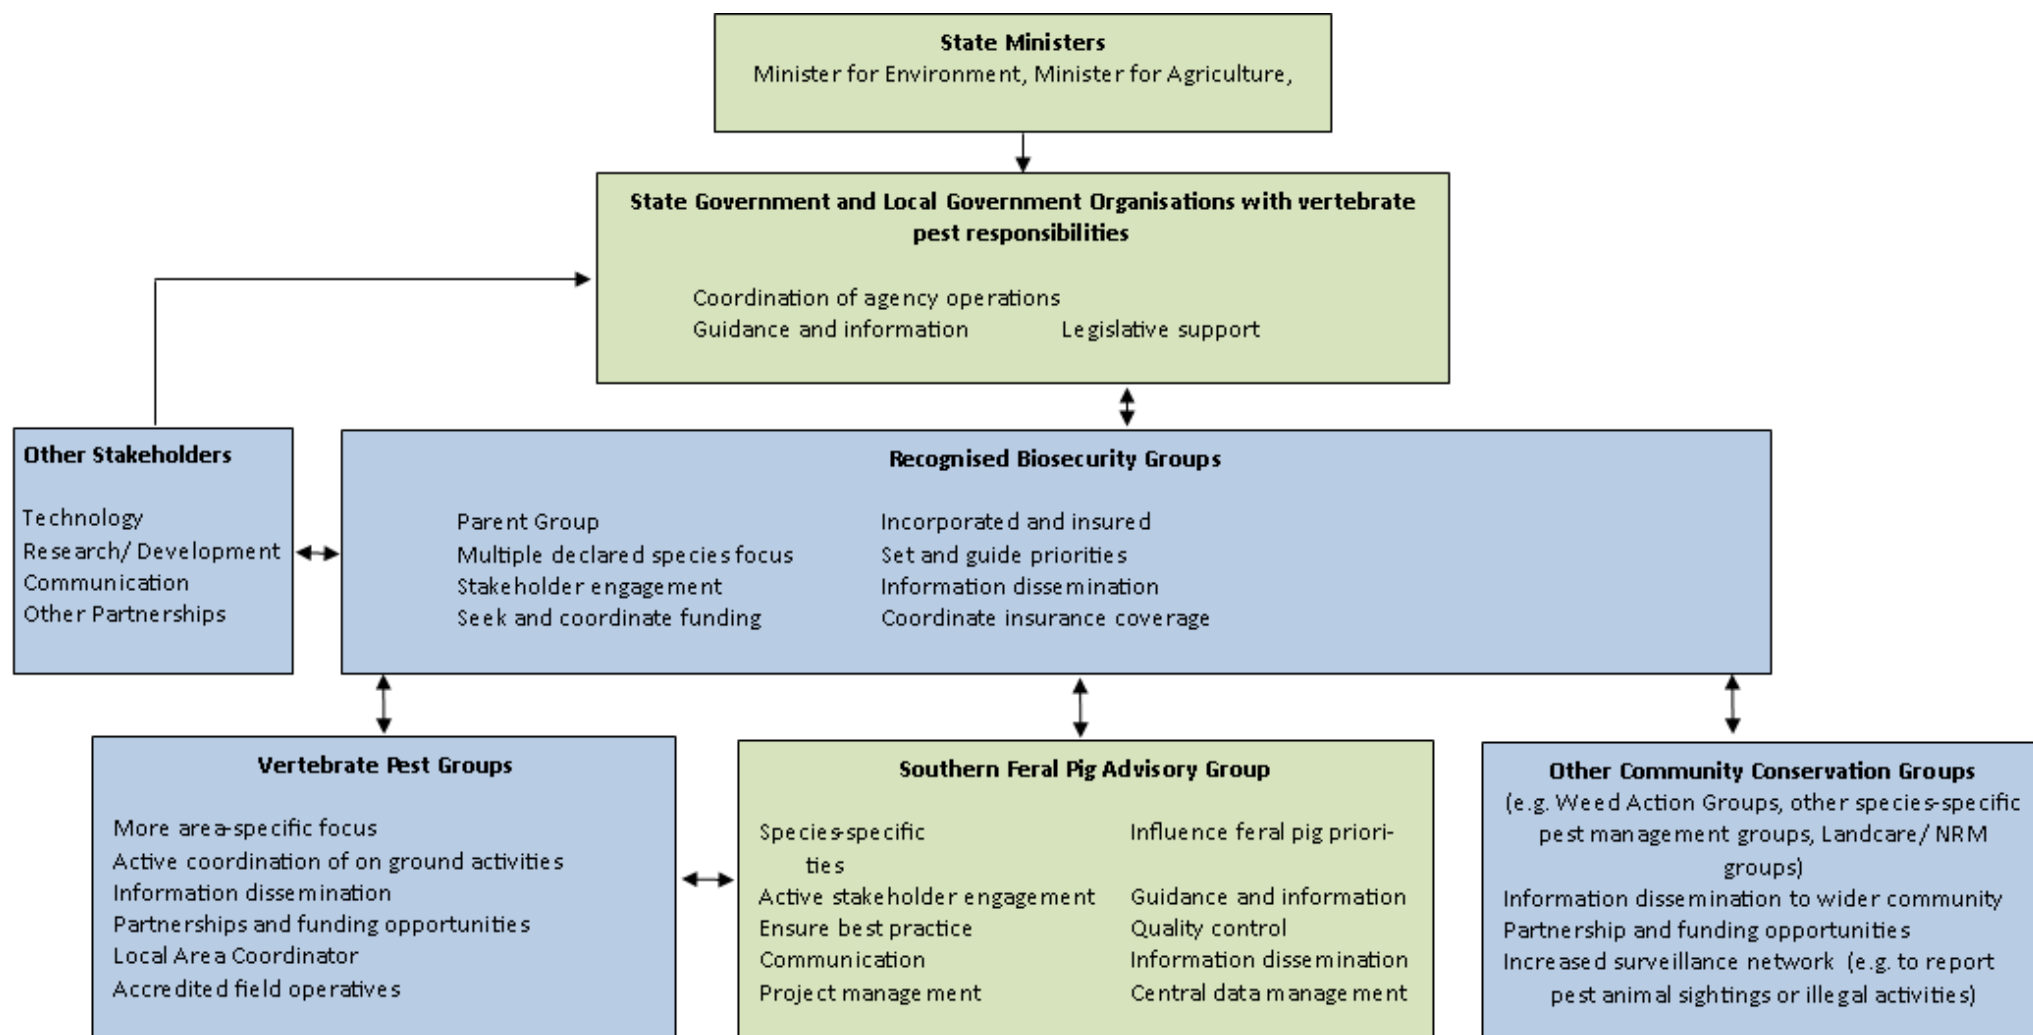 State Ministers
Minister for Environment, Minister for Agriculture,
State Government and Local Government Organisations with vertebrate
pest responsibilities
Coordination of agency operations
Guidance and information Legislative support
Other Stakeholders
Technology
Research/ Development
Communication
Other Partnerships
Recognised Biosecurity Groups
Parent Group Incorporated and insured
Multiple declared species focus Set and guide priorities
Stakeholder engagement Information dissemination
Seek and coordinate funding Coordinate insurance coverage
Vertebrate Pest Groups
More area-specific focus
Active coordination of on ground activities
Information dissemination
Partnerships and funding opportunities
Local Area Coordinator
Accredited field operatives
Southern Feral Pig Advisory Group
Species-specific Influence feral pig priori-
ties
Active stakeholder engagement Guidance and information
Ensure best practice Quality control
Communication Information dissemination
Project management Central data management
Other Community Conservation Groups
(e.g. Weed Action Groups, other species-specific
pest management groups, Landcare/ NRM
groups)
Information dissemination to wider community
Partnership and funding opportunities
Increased surveillance network (e.g. to report
pest animal sightings or illegal activities)